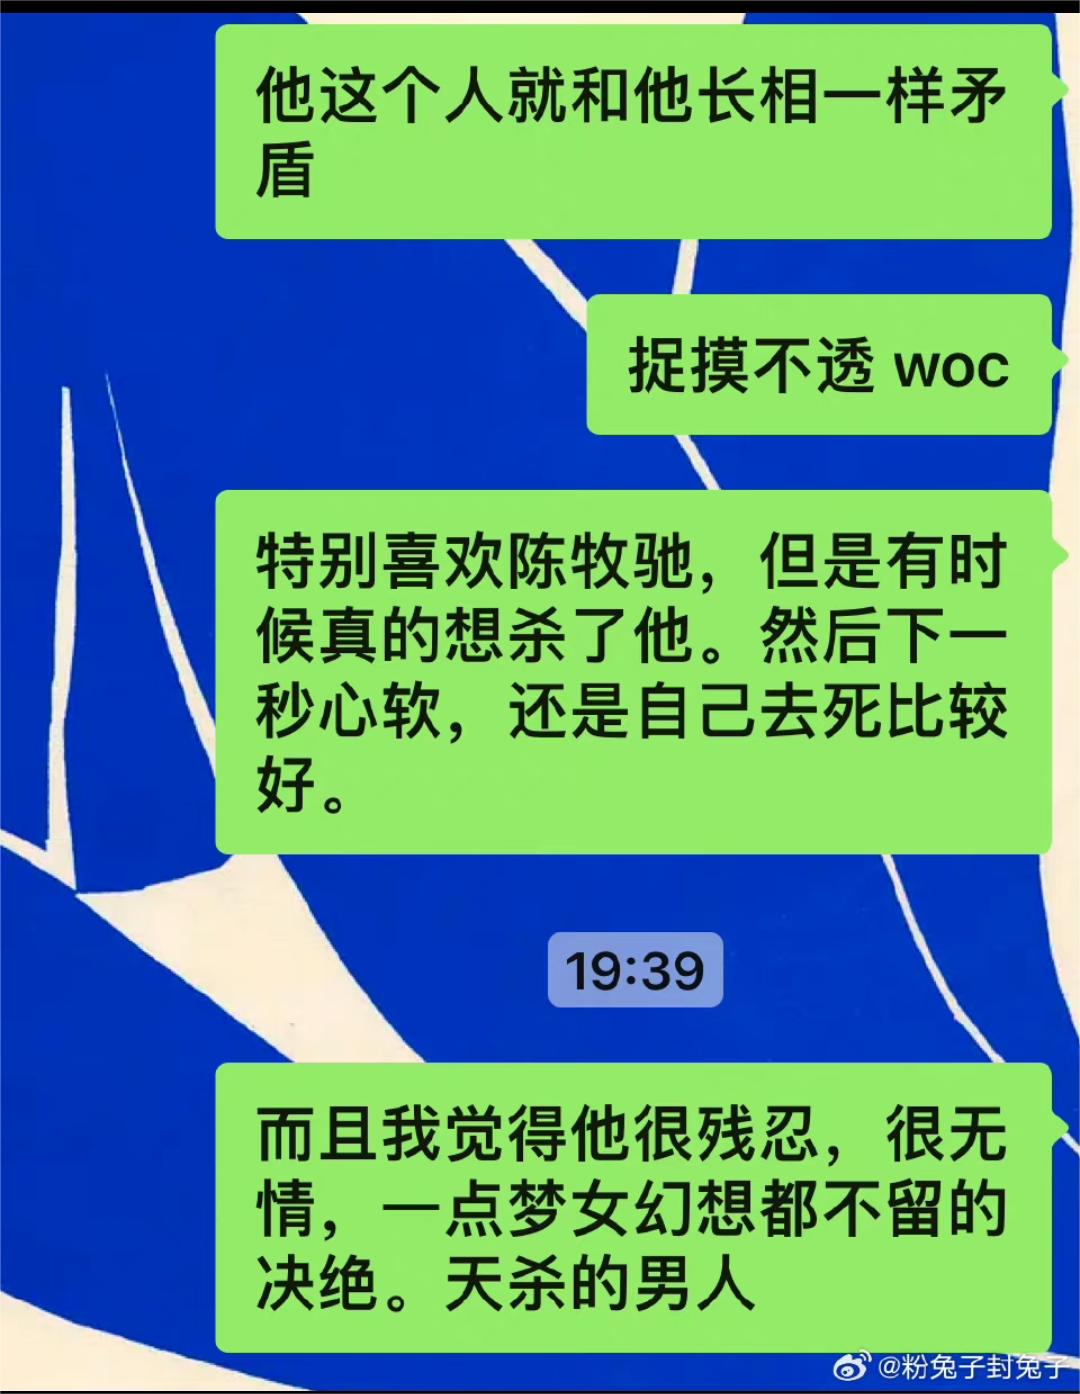 他这个人就和他长相一样矛
盾
捉摸不透 woc
特别喜欢陈牧驰，但是有时
候真的想杀了他。然后下一
秒心软，还是自己去死比较
好。
19:39
而且我觉得他很残忍，很无
情，一点梦女幻想都不留的
决绝。天杀的男人
@粉兔子封兔子